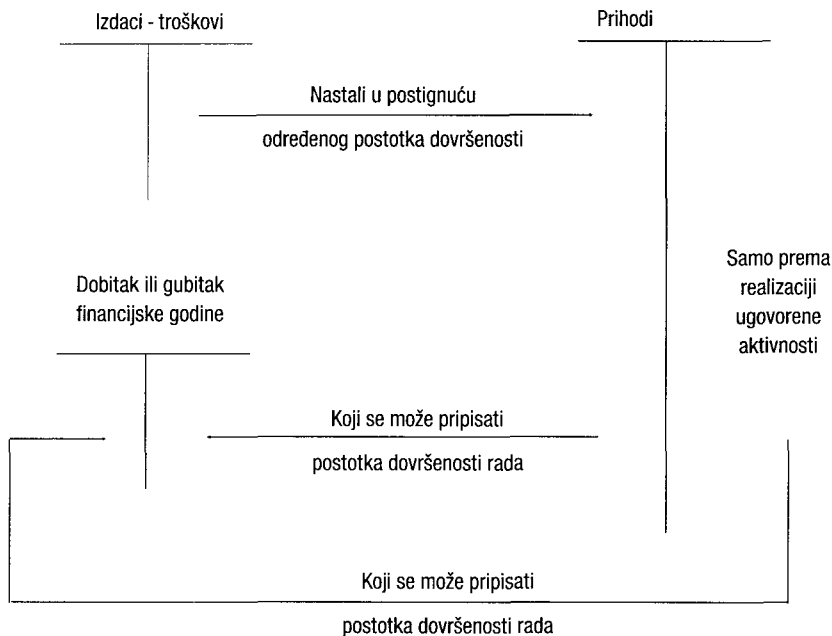 Izdaci - troškovi
Prihodi
Nastali u postignuću
određenog postotka dovršenosti
Samo prema
realizaciji
ugovorene
aktivnosti
Dobitak ili gubitak
financijske godine
Koji se može pripisati
postotka dovršenosti rada
Koji se može pripisati
postotka dovršenosti rada